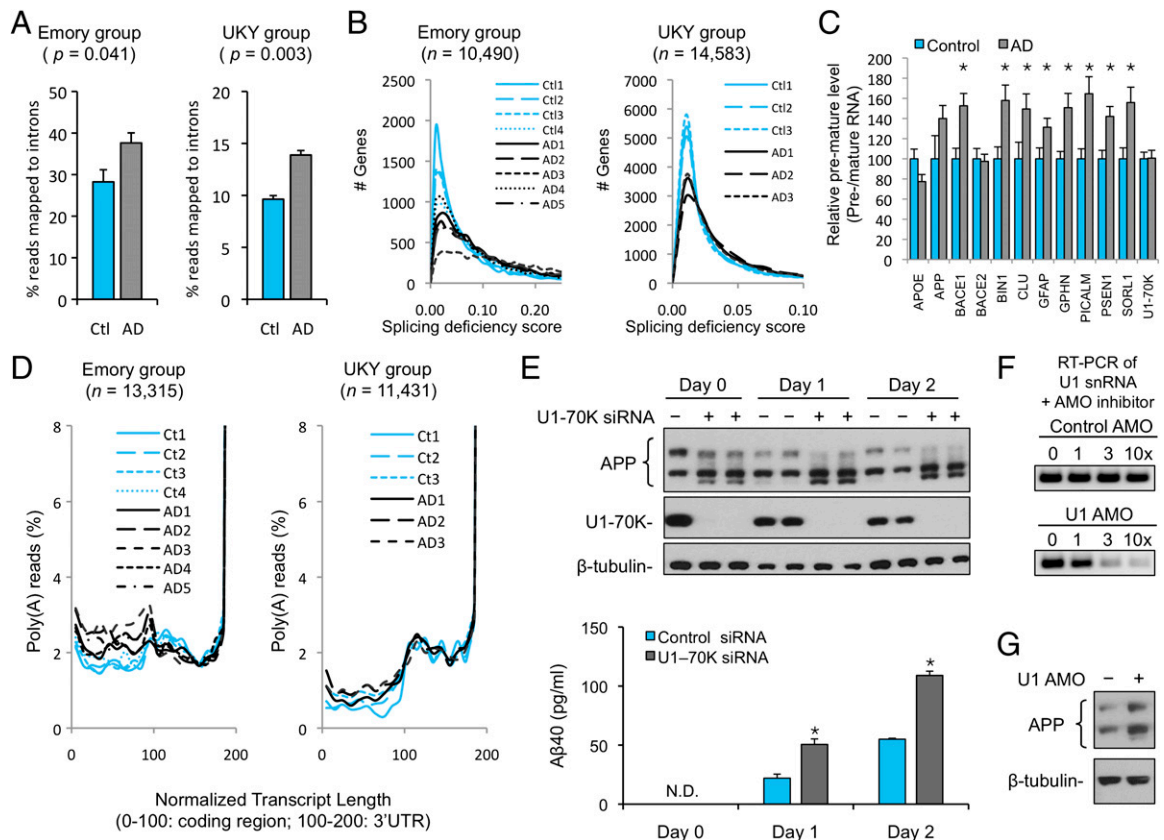 A
Emory group
( p = 0.041)
UKY group
( p = 0.003)
% reads mapped to introns
50
40
30
20
10
0
Ctl AD
% reads mapped to introns
15
10
5
0
Ctl AD
B
Emory group
(n = 10,490)
UKY group
(n = 14,583)
# Genes
2500
2000
1500
1000
500
0
0.00 0.10 0.20
Splicing deficiency score
Ctl1
Ctl2
Ctl3
Ctl4
AD1
AD2
AD3
AD4
AD5
# Genes
7000
6000
5000
4000
3000
2000
1000
0
0.00 0.05 0.10
Splicing deficiency score
Ctl1
Ctl2
Ctl3
AD1
AD2
AD3
C
Control AD
Relative pre-mature level
(Pre-/mature RNA)
200
180
160
140
120
100
80
60
40
20
0
* * * * * * * *
APOE
APP
BACE1
BACE2
BIN1
CLU
GFAP
GPHN
PICALM
PSEN1
SORL1
U1-70K
D
Emory group
(n = 13,315)
UKY group
(n = 11,431)
Poly(A) reads (%)
8
6
4
2
0
0 100 200
Ct1
Ct2
Ct3
Ct4
AD1
AD2
AD3
AD4
AD5
Poly(A) reads (%)
8
6
4
2
0
0 100 200
Ct1
Ct2
Ct3
AD1
AD2
AD3
Normalized Transcript Length
(0-100: coding region; 100-200: 3'UTR)
E
Day 0 Day 1 Day 2
U1-70K siRNA − + + − − + + − − + +
APP
U1-70K-
β-tubulin-
Aβ40 (pg/ml)
150
100
50
0
Control siRNA
U1–70K siRNA
N.D.
*
*
Day 0 Day 1 Day 2
F
RT-PCR of
U1 snRNA
+ AMO inhibitor
Control AMO
0 1 3 10x
U1 AMO
0 1 3 10x
G
U1 AMO − +
APP
β-tubulin-